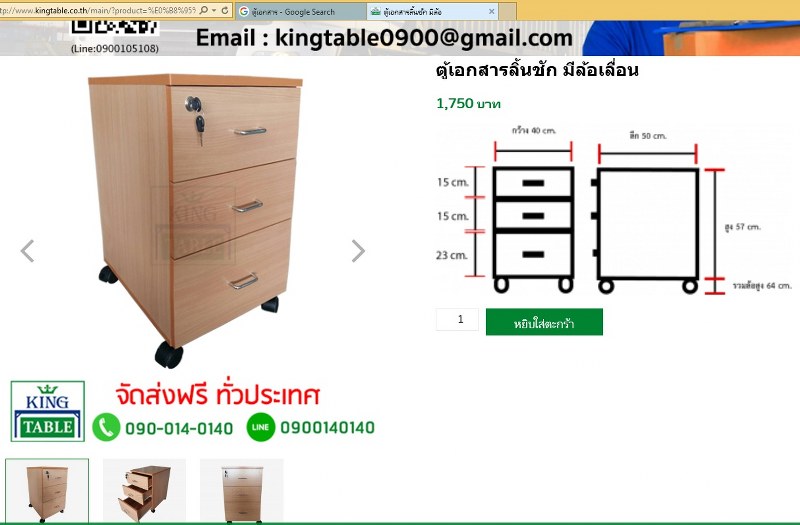 tp://www.kingtable.co.th/main/?product=%E0%B8%95%
ตู้เอกสาร - Google Search
ตู้เอกสารลิ้นชัก มีล้อ
(Line:0900105108)
Email : kingtable0900@gmail.com
ตู้เอกสารลิ้นชัก มีล้อเลื่อน
1,750 บาท
กว้าง 40 cm.
ลึก 50 cm.
15 cm.
15 cm.
23 cm.
สูง 57 cm.
รวมล้อสูง 64 cm.
1
หยิบใส่ตะกร้า
KING
TABLE
จัดส่งฟรี ทั่วประเทศ
KING
TABLE
090-014-0140
LINE
0900140140